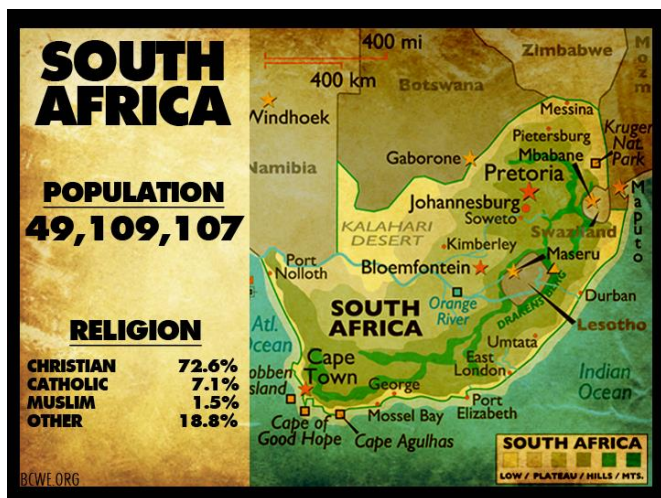 SOUTH
AFRICA
POPULATION
49,109,107
RELIGION
CHRISTIAN 72.6%
CATHOLIC 7.1%
MUSLIM 1.5%
OTHER 18.8%
BCWE.ORG
400 mi
400 km
Zimbabwe
Mozm
Botswana
Windhoek
Namibia
Messina
Pietersburg
Kruger
Nat.
Park
Mbabane
Gaborone
Pretoria
Johannesburg
Soweto
Maputo
Swaziland
KALAHARI
DESERT
Kimberley
Maseru
Bloemfontein
Port
Nolloth
Orange
River
DRAKENSBERG
Durban
Lesotho
SOUTH
AFRICA
Atl.
Ocean
Umtata
East
London
Cape
Town
obben
sland
George
Indian
Ocean
Port
Elizabeth
Mossel Bay
Cape of
Good Hope
Cape Agulhas
SOUTH AFRICA
LOW / PLATEAU / HILLS / MTS.